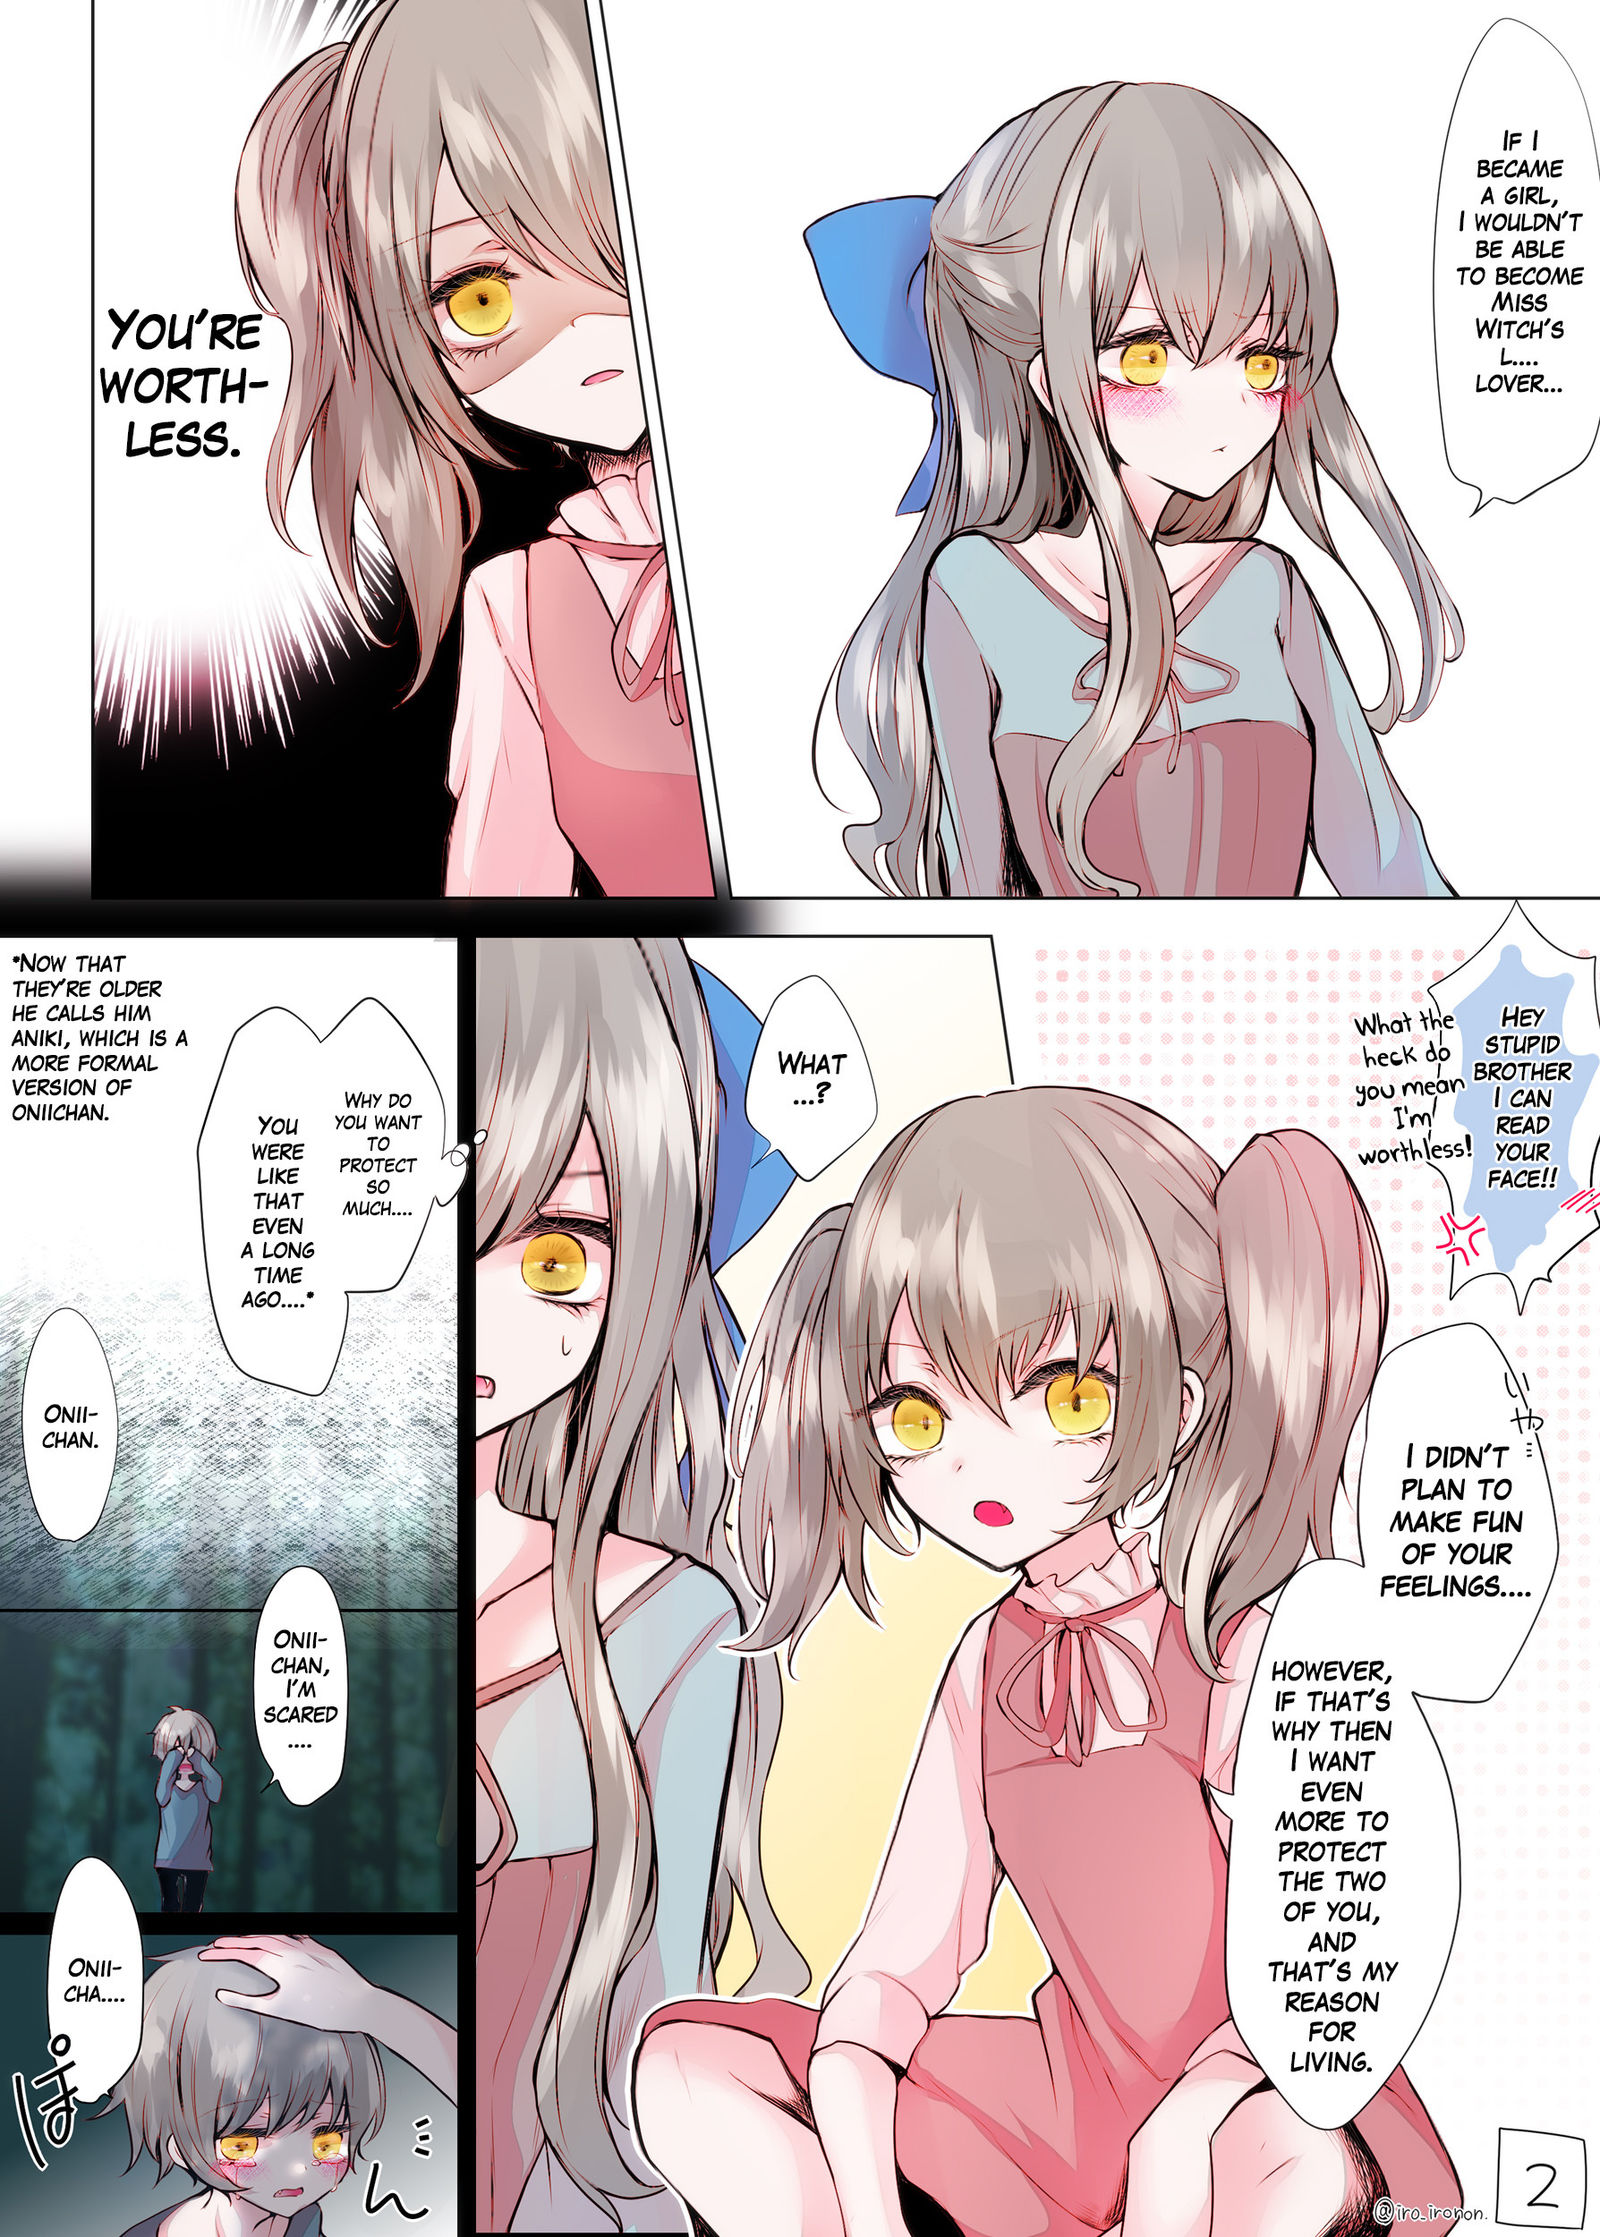 IF I
BECAME
A GIRL,
I WOULDN'T
BE ABLE
TO BECOME
MISS
WITCH'S
L....
LOVER...
YOU'RE
WORTH-
LESS.
HEY
STUPID
BROTHER
I CAN
READ
YOUR
FACE!!
What the
heck do
you mean
I'm
worthless!
いや
…
I DIDN'T
PLAN TO
MAKE FUN
OF YOUR
FEELINGS....
HOWEVER,
IF THAT'S
WHY THEN
I WANT
EVEN
MORE TO
PROTECT
THE TWO
OF YOU,
AND
THAT'S MY
REASON
FOR
LIVING.
WHAT
...?
WHY DO
YOU WANT
TO
PROTECT
SO
MUCH....
YOU
WERE
LIKE
THAT EVEN
A LONG
TIME
AGO....*
*NOW THAT
THEY'RE OLDER
HE CALLS HIM
ANIKI, WHICH IS A
MORE FORMAL
VERSION OF
ONIICHAN.
ONII-
CHAN.
ONII-
CHAN,
I'M
SCARED
....
ONII-
CHA....
ぽん
@iro_ironon.
2